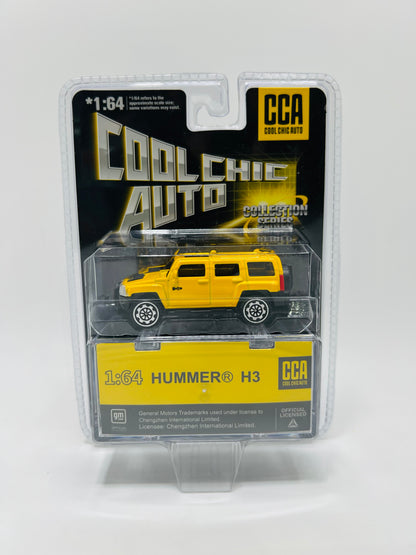 *1:64
*1/64 refers to the
approximate scale size;
some variations may exist.
CCA
COOL CHIC AUTO
COOL CHIC
AUTO
COLLECTION
SERIES
1:64 HUMMER® H3
CCA
COOL CHIC AUTO
gm
General Motors Trademarks used under license to
Chengzhen International Limited.
Licensee: Chengzhen International Limited.
OFFICIAL
LICENSED